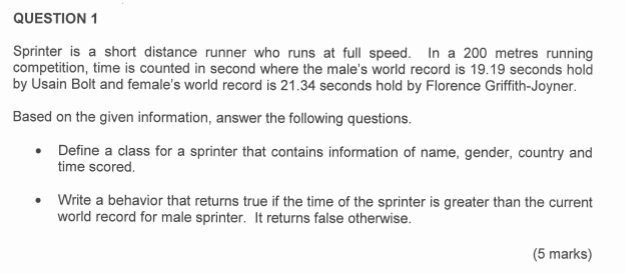 QUESTION 1
Sprinter is a short distance runner who runs at full speed. In a 200 metres running
competition, time is counted in second where the male's world record is 19.19 seconds hold
by Usain Bolt and female's world record is 21.34 seconds hold by Florence Griffith-Joyner.
Based on the given information, answer the following questions.
• Define a class for a sprinter that contains information of name, gender, country and
time scored.
• Write a behavior that returns true if the time of the sprinter is greater than the current
world record for male sprinter. It returns false otherwise.
(5 marks)